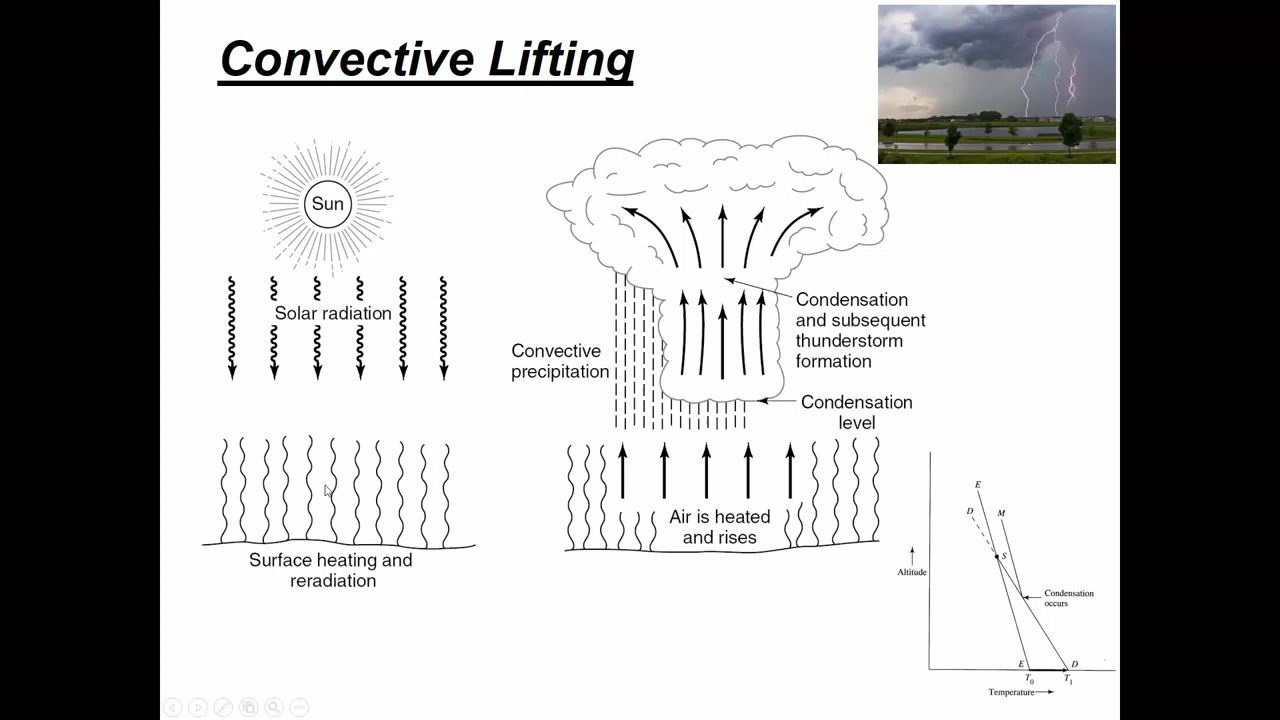 Convective Lifting
Sun
Solar radiation
Surface heating and
reradiation
Convective
precipitation
Condensation
and subsequent
thunderstorm
formation
Condensation
level
Air is heated
and rises
E
D
M
S
Altitude
Condensation
occurs
E
D
T0
T1
Temperature